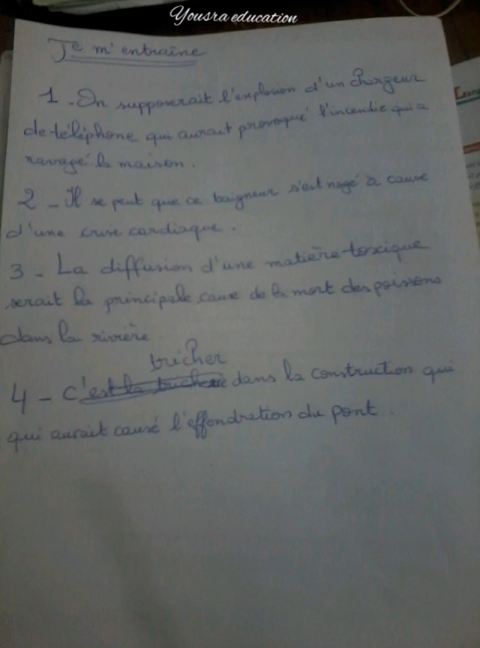 Yousra education
Je m'entraîne
1 - On supposerait l'explosion d'un chargeur
de téléphone qui aurait provoqué l'incendie qui a
ravagé la maison.
2 - Il se peut que ce baigneur s'est noyé à cause
d'une crise cardiaque.
3 - La diffusion d'une matière-toxique
serait la principale cause de la mort des poissons
dans la rivière
tricher
4 - C'est la tricherie dans la construction qui
qui aurait causé l'effondration du pont.